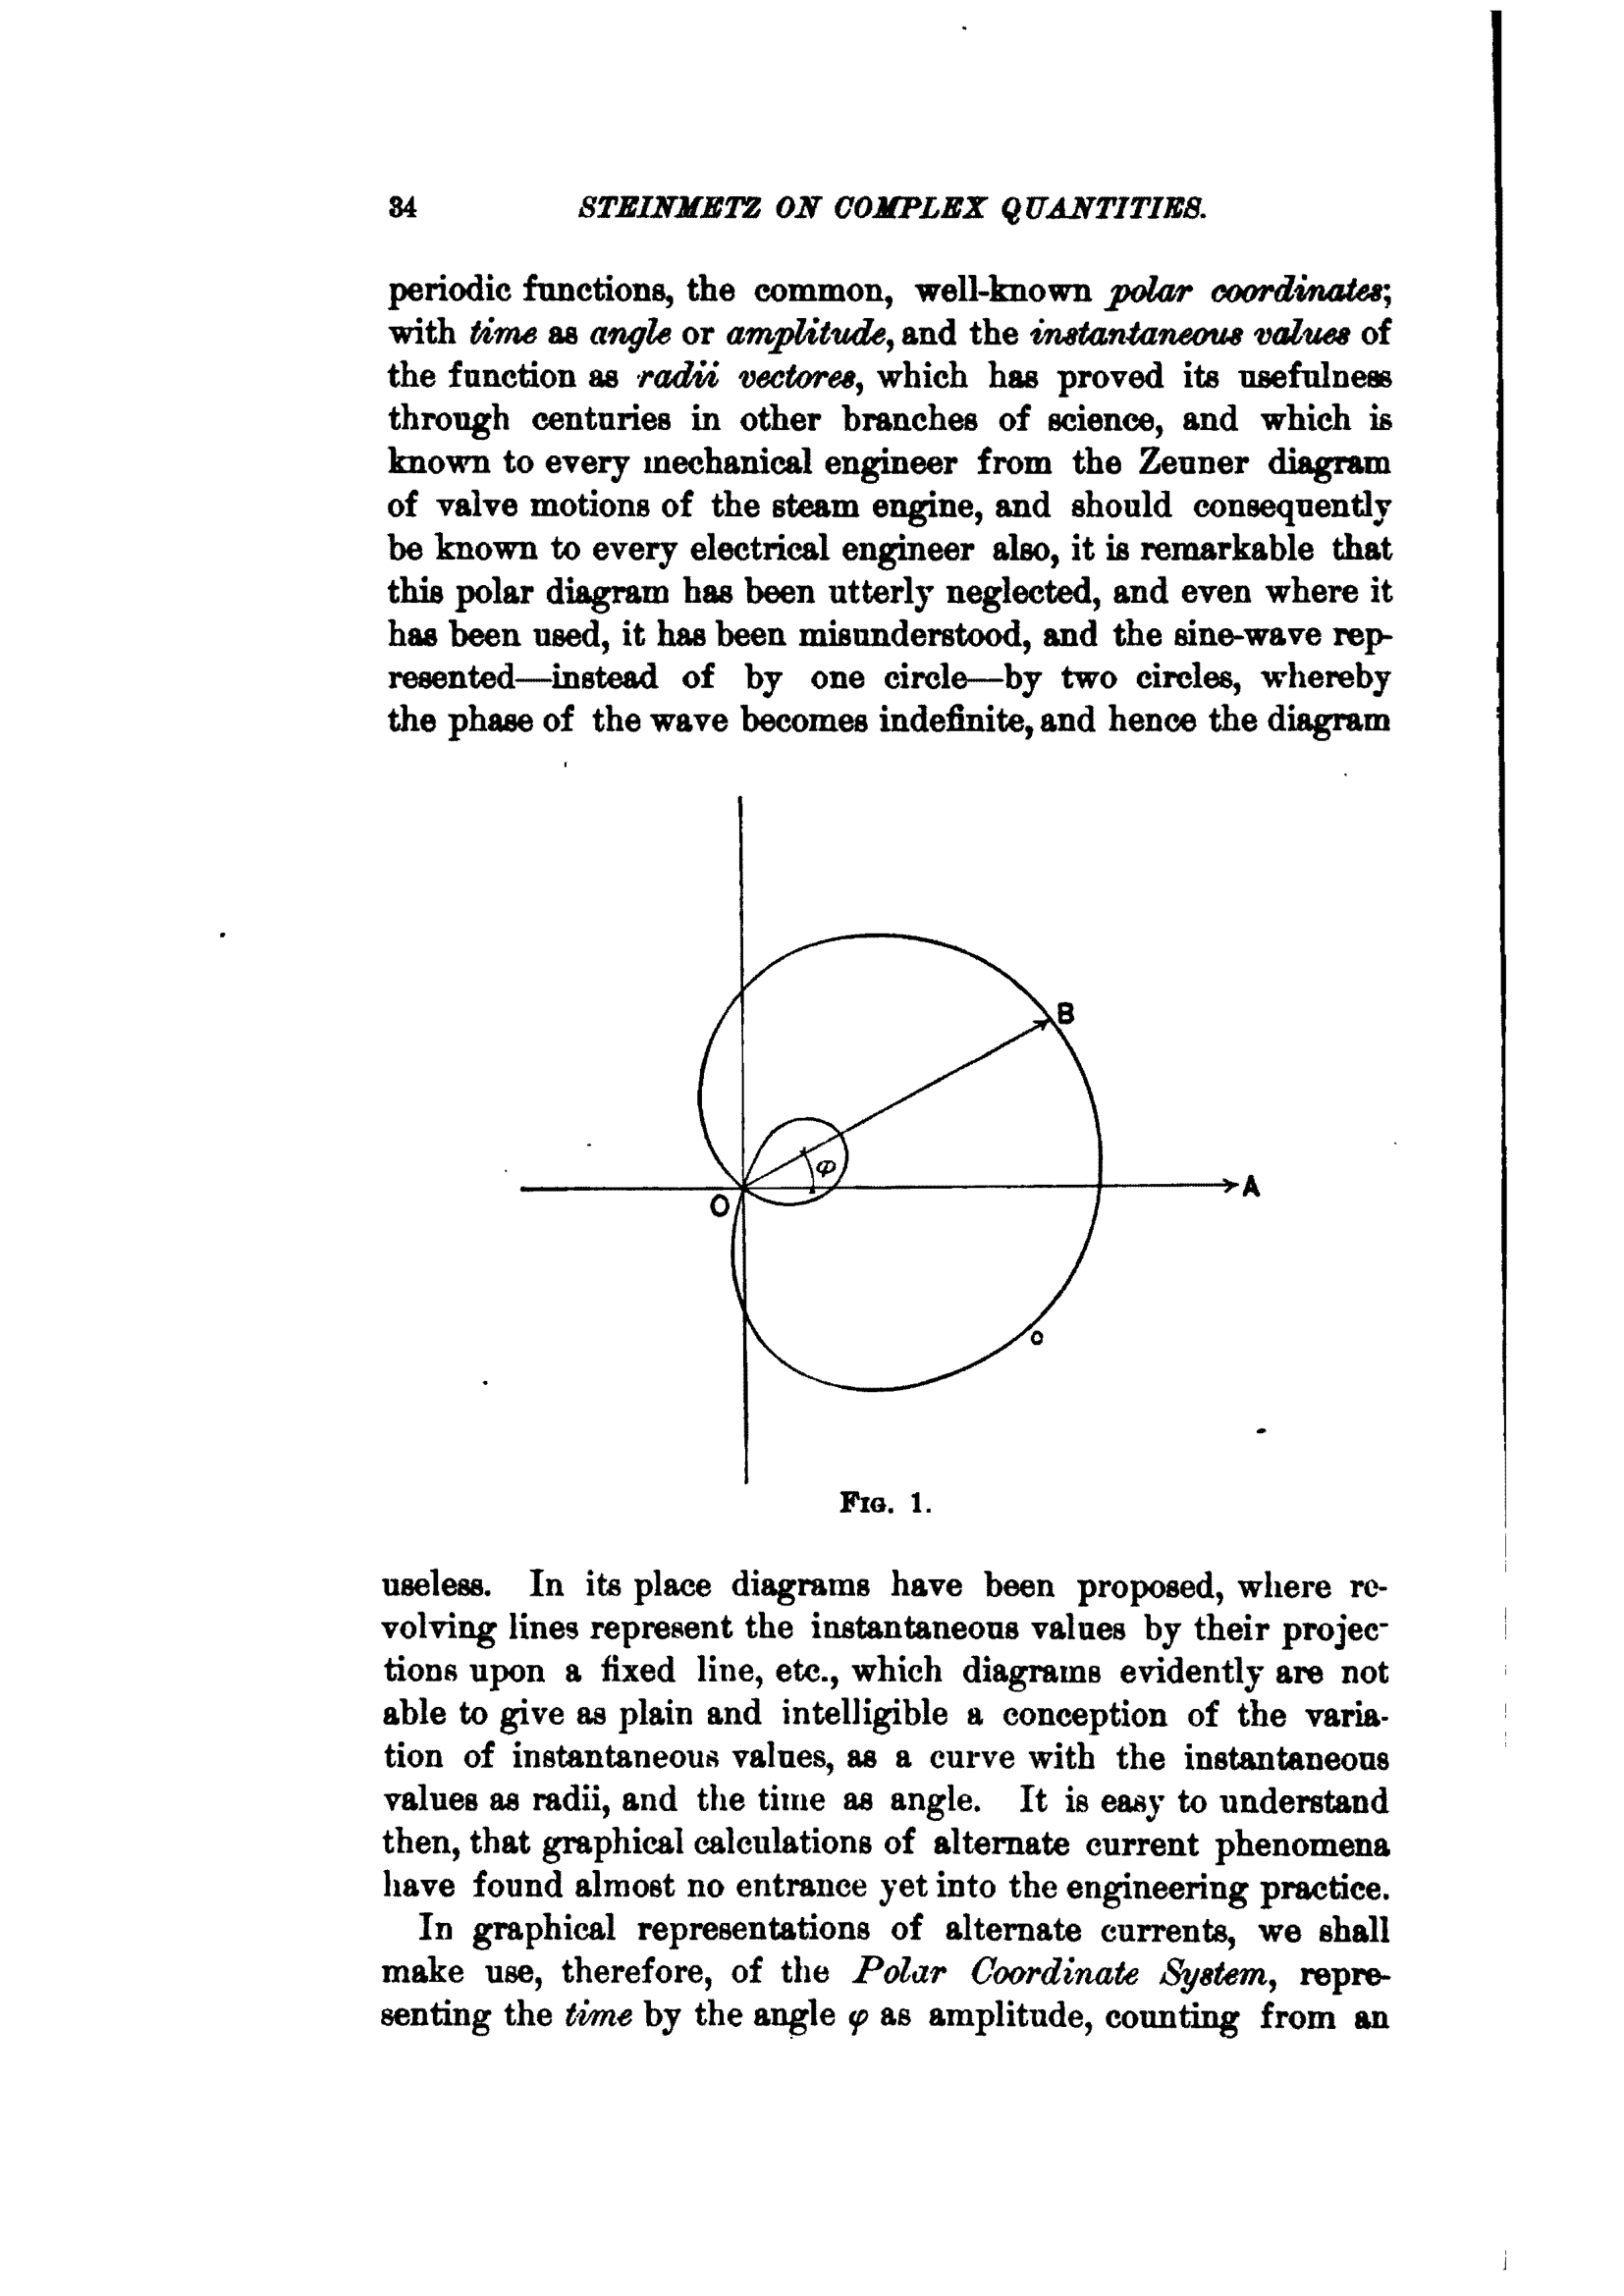 34 STEINMETZ ON COMPLEX QUANTITIES.
periodic functions, the common, well-known polar coordinates;
with time as angle or amplitude, and the instantaneous values of
the function as radii vectores, which has proved its usefulness
through centuries in other branches of science, and which is
known to every mechanical engineer from the Zeuner diagram
of valve motions of the steam engine, and should consequently
be known to every electrical engineer also, it is remarkable that
this polar diagram has been utterly neglected, and even where it
has been used, it has been misunderstood, and the sine-wave rep-
resented—instead of by one circle—by two circles, whereby
the phase of the wave becomes indefinite, and hence the diagram
B
φ
A
O
o
FIG. 1.
useless. In its place diagrams have been proposed, where re-
volving lines represent the instantaneous values by their projec-
tions upon a fixed line, etc., which diagrams evidently are not
able to give as plain and intelligible a conception of the varia-
tion of instantaneous values, as a curve with the instantaneous
values as radii, and the time as angle. It is easy to understand
then, that graphical calculations of alternate current phenomena
have found almost no entrance yet into the engineering practice.
In graphical representations of alternate currents, we shall
make use, therefore, of the Polar Coordinate System, repre-
senting the time by the angle φ as amplitude, counting from an